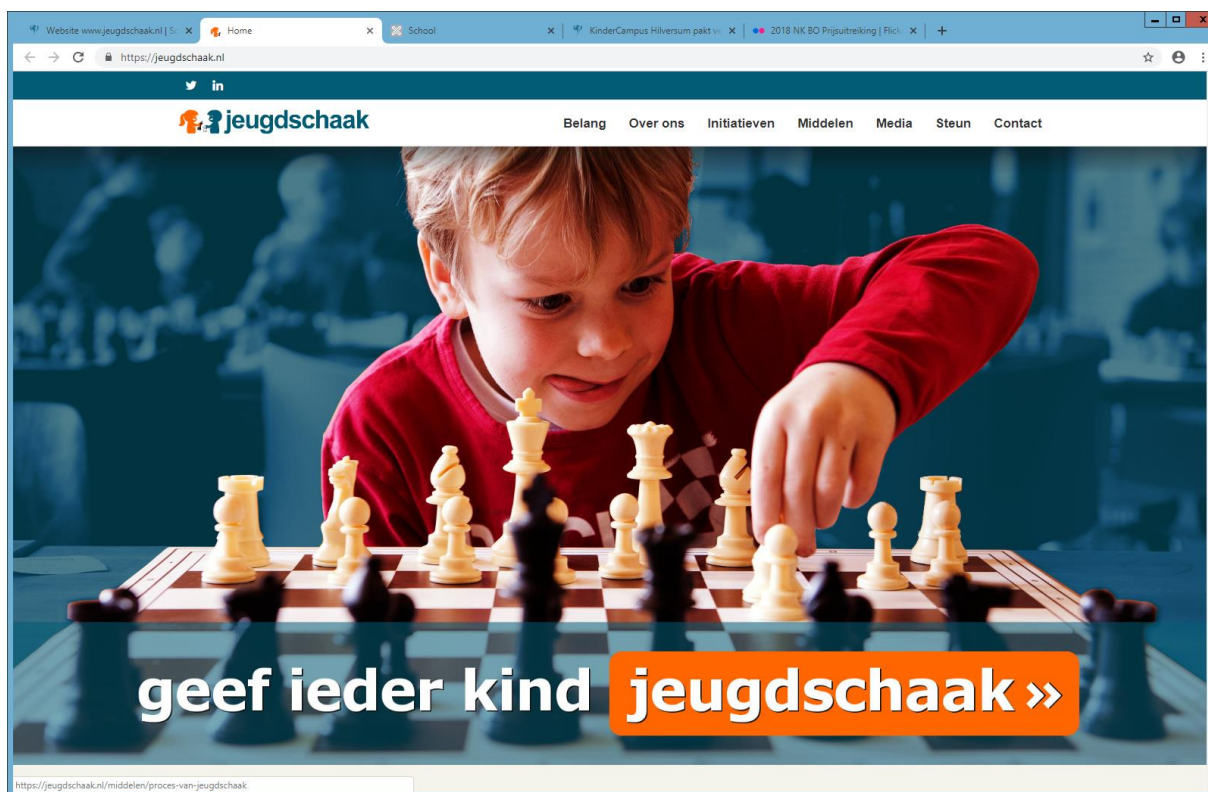 Website www.jeugdschaak.nl | Sc
Home
School
KinderCampus Hilversum pakt ve
2018 NK BO Prijsuitreiking | Flick
https://jeugdschaak.nl
in
jeugdschaak
Belang Over ons Initiatieven Middelen Media Steun Contact
geef ieder kind jeugdschaak »
https://jeugdschaak.nl/middelen/proces-van-jeugdschaak